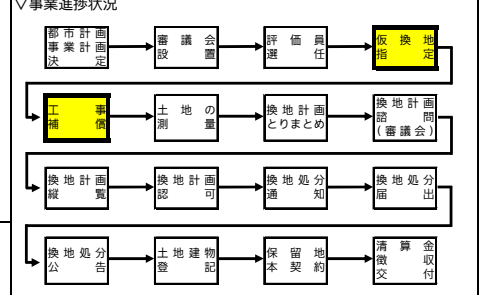 ▽事業進捗状況
都市計画
事業計画
決定
審議会
設置
評価員
選任
仮換地
指定
工事
補償
土地の
測量
換地計画
とりまとめ
換地計画
諮問
(審議会)
換地計画
縦覧
換地計画
認可
換地処分
通知
換地処分
届出
換地処分
公告
土地建物
登記
保留地
本契約
清算金
徴収
交付